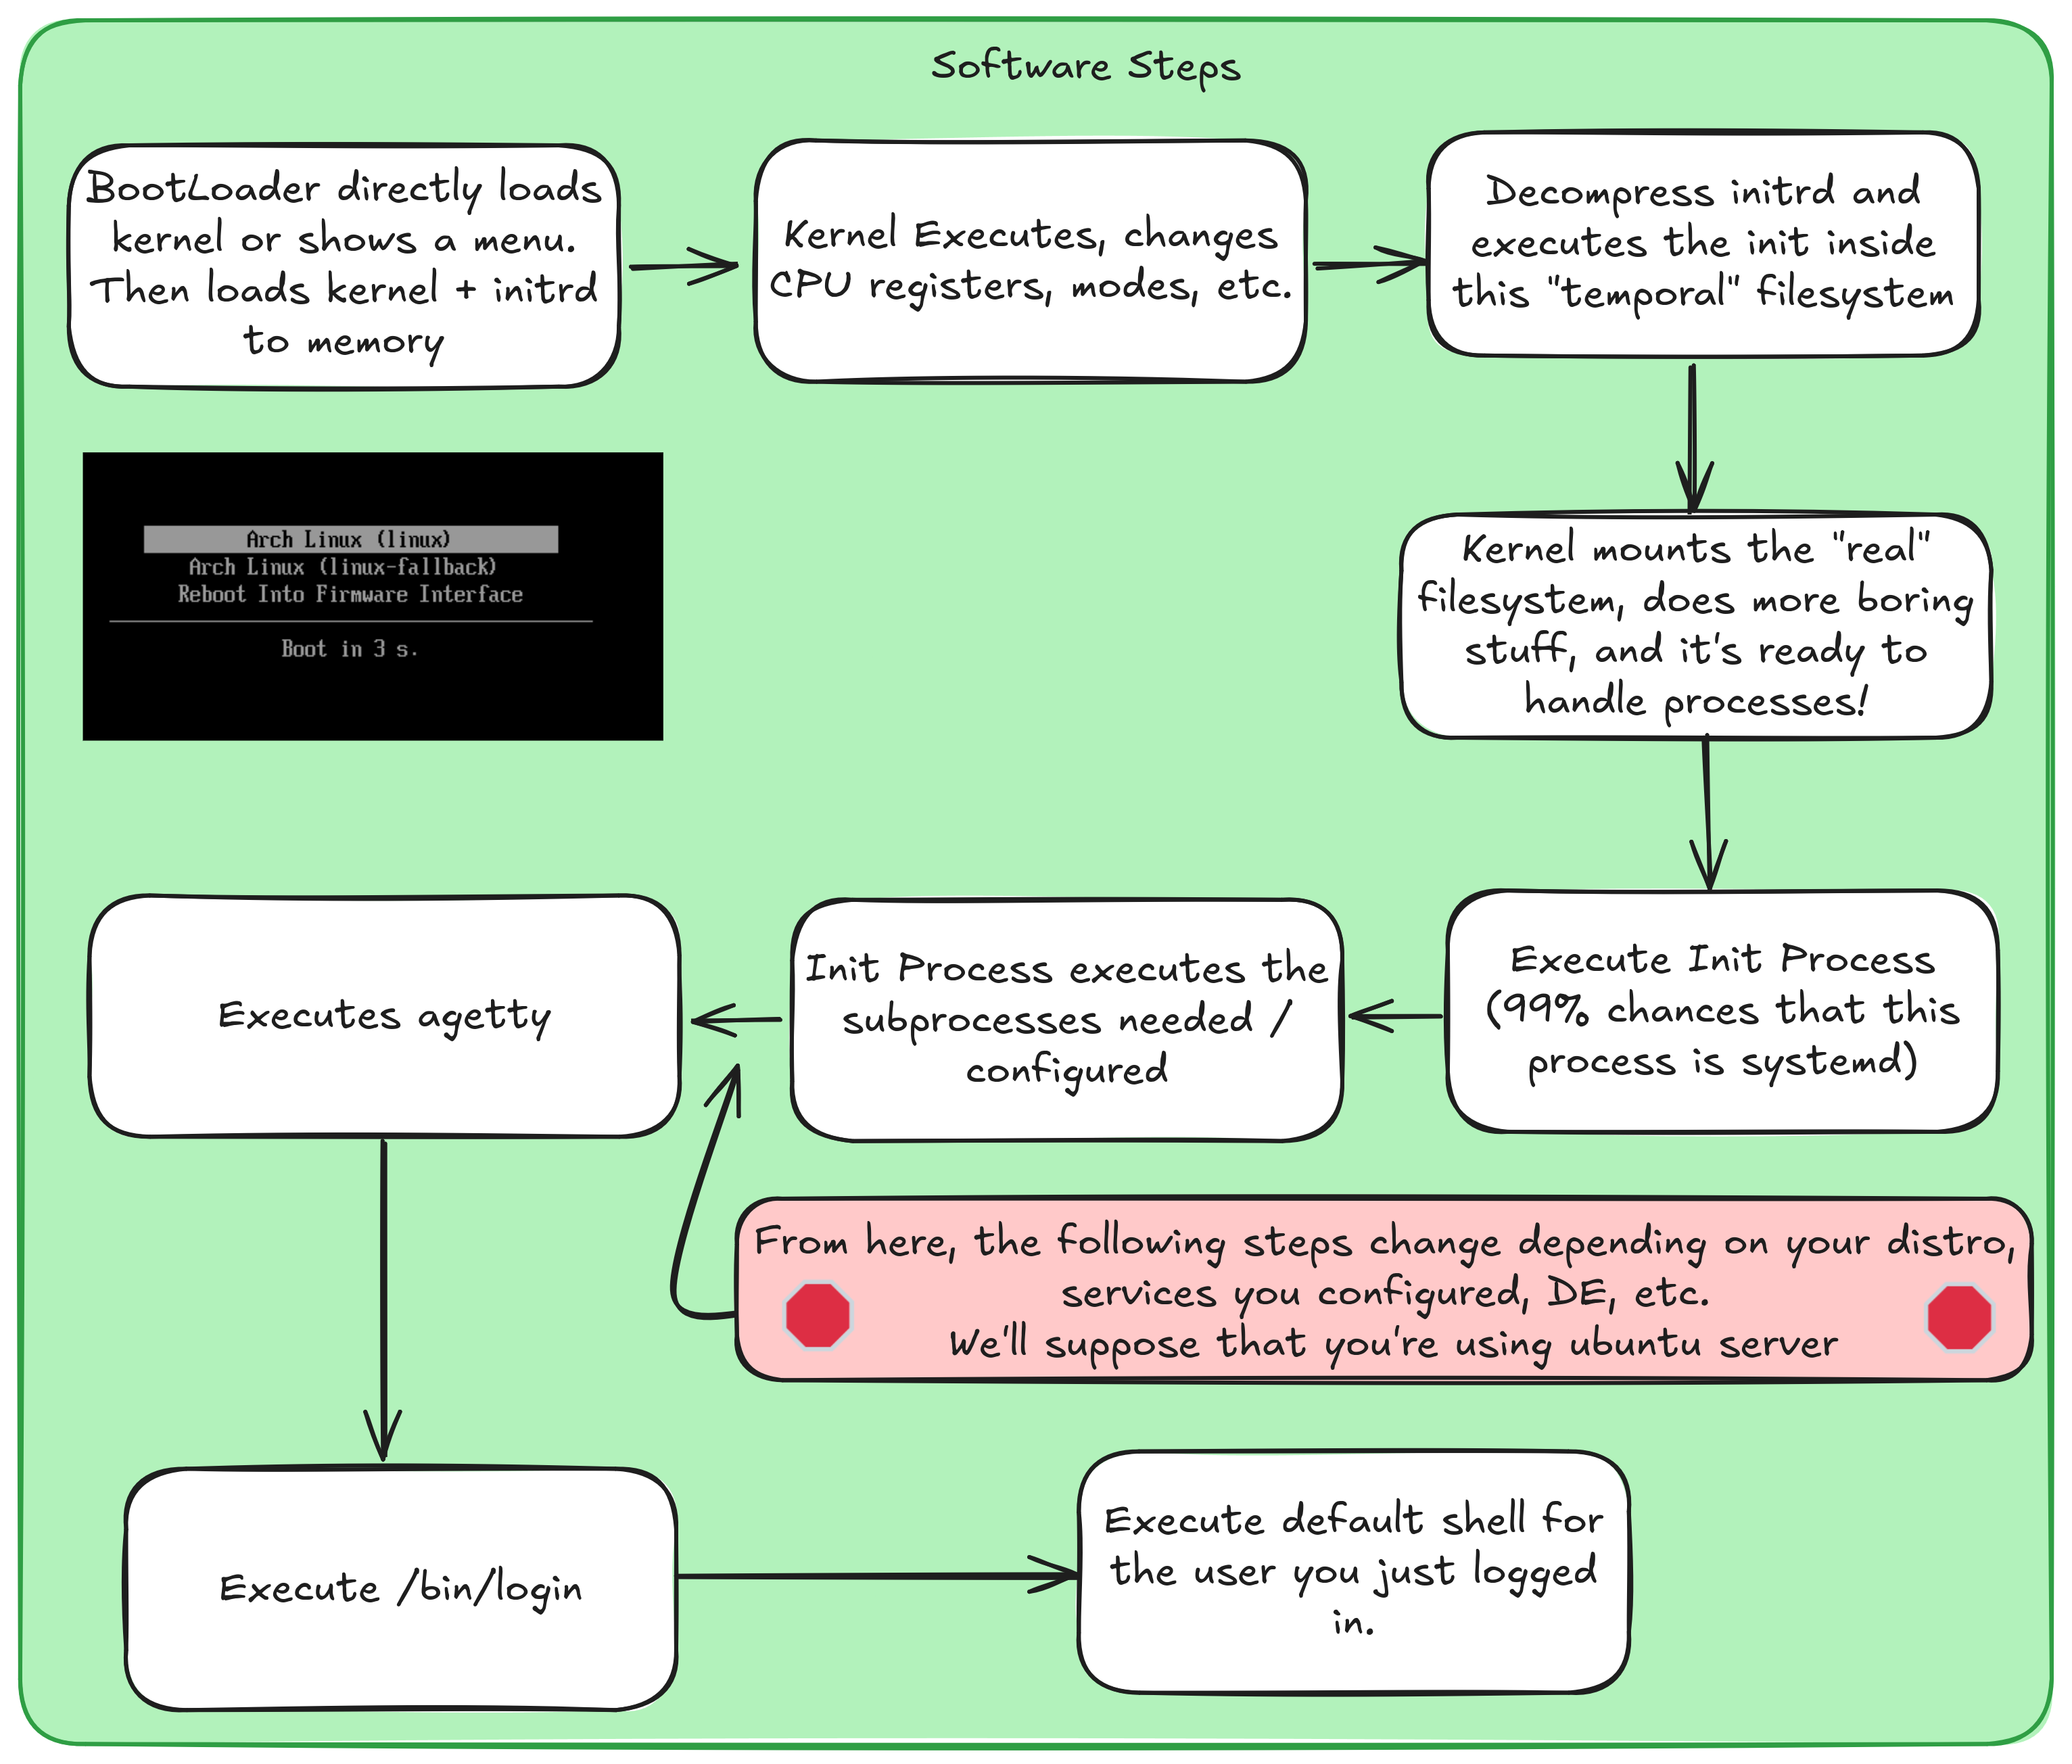 Software Steps
BootLoader directly loads
kernel or shows a menu.
Then loads kernel + initrd
to memory
Kernel Executes, changes
CPU registers, modes, etc.
Decompress initrd and
executes the init inside
this "temporal" filesystem
Arch Linux (linux)
Arch Linux (linux-fallback)
Reboot Into Firmware Interface
Boot in 3 s.
Kernel mounts the "real"
filesystem, does more boring
stuff, and it's ready to
handle processes!
Execute Init Process
(99% chances that this
process is systemd)
Init Process executes the
subprocesses needed /
configured
Executes agetty
From here, the following steps change depending on your distro,
services you configured, DE, etc.
We'll suppose that you're using ubuntu server
Execute /bin/login
Execute default shell for
the user you just logged
in.